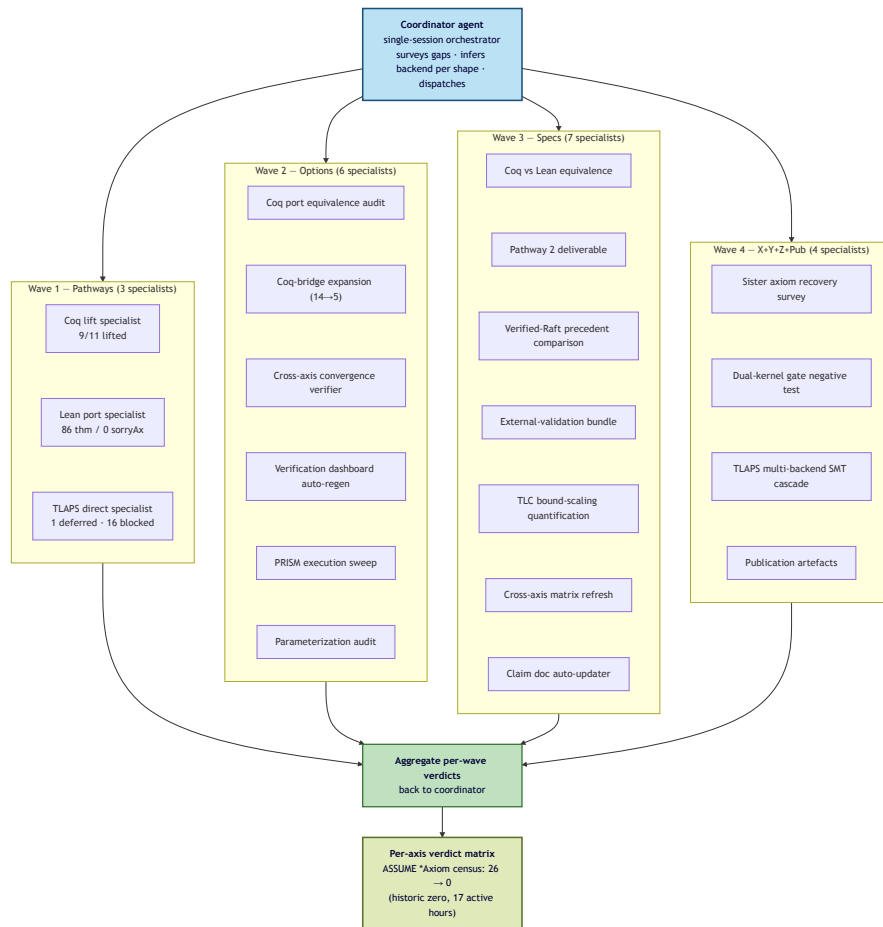 Coordinator agent
single-session orchestrator
surveys gaps · infers
backend per shape ·
dispatches
Wave 1 — Pathways (3 specialists)
Coq lift specialist
9/11 lifted
Lean port specialist
86 thm / 0 sorryAx
TLAPS direct specialist
1 deferred · 16 blocked
Wave 2 — Options (6 specialists)
Coq port equivalence audit
Coq-bridge expansion
(14→5)
Cross-axis convergence
verifier
Verification dashboard
auto-regen
PRISM execution sweep
Parameterization audit
Wave 3 — Specs (7 specialists)
Coq vs Lean equivalence
Pathway 2 deliverable
Verified-Raft precedent
comparison
External-validation bundle
TLC bound-scaling
quantification
Cross-axis matrix refresh
Claim doc auto-updater
Wave 4 — X+Y+Z+Pub (4 specialists)
Sister axiom recovery
survey
Dual-kernel gate negative
test
TLAPS multi-backend SMT
cascade
Publication artefacts
Aggregate per-wave
verdicts
back to coordinator
Per-axis verdict matrix
ASSUME *Axiom census: 26
→ 0
(historic zero, 17 active
hours)